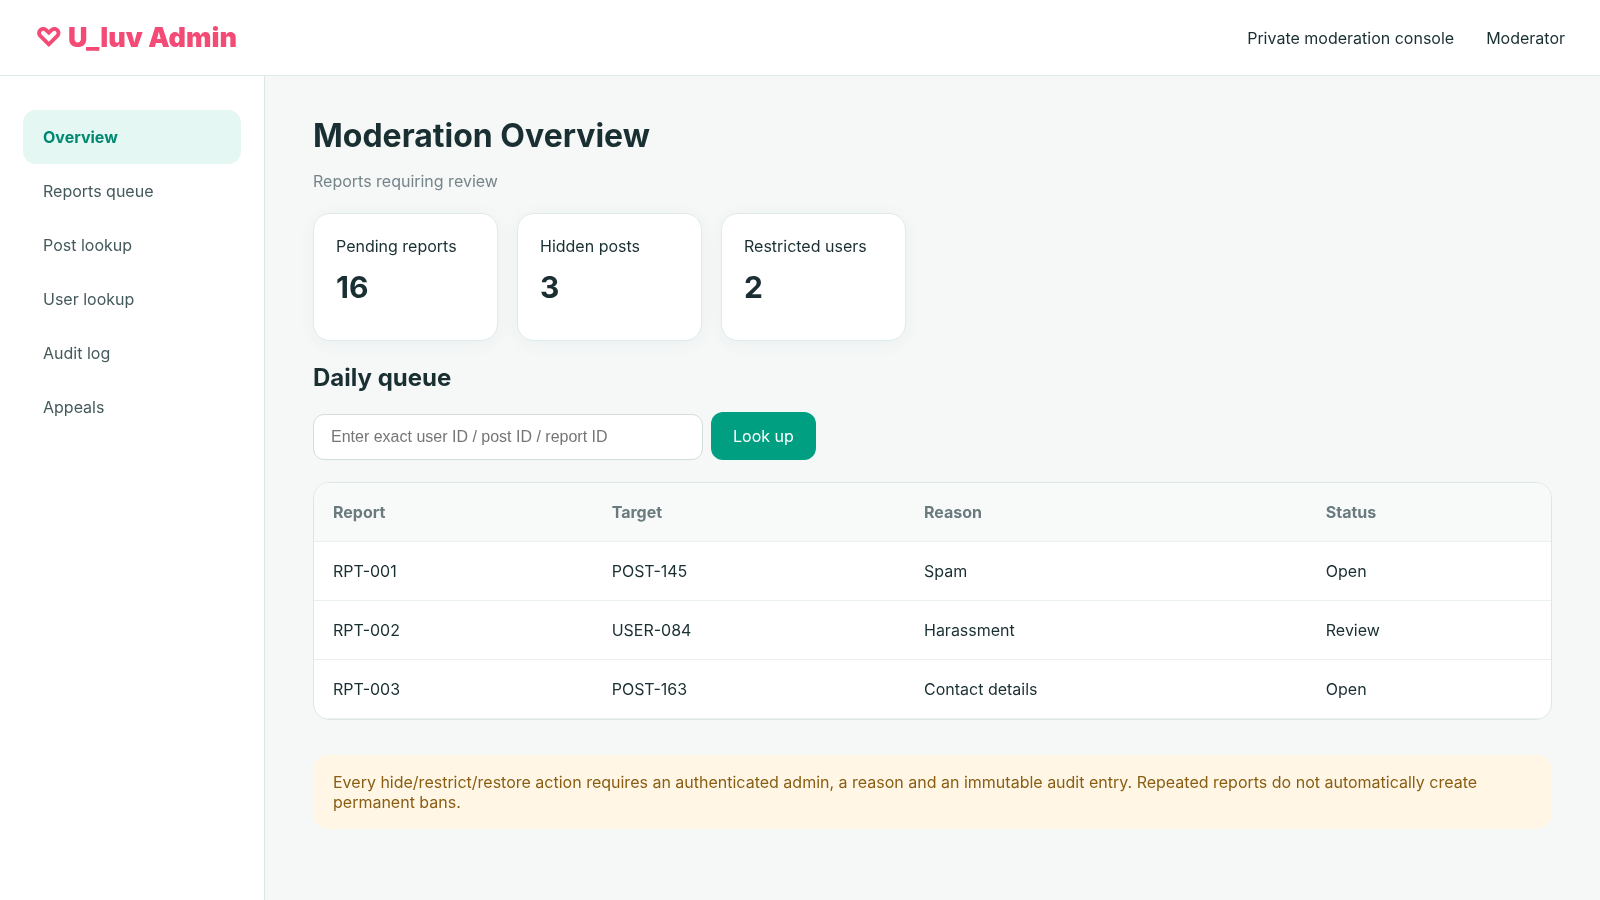 ♡ U_luv Admin
Private moderation console
Moderator
Overview
Reports queue
Post lookup
User lookup
Audit log
Appeals
Moderation Overview
Reports requiring review
Pending reports
16
Hidden posts
3
Restricted users
2
Daily queue
Enter exact user ID / post ID / report ID
Look up
Report Target Reason Status
RPT-001 POST-145 Spam Open
RPT-002 USER-084 Harassment Review
RPT-003 POST-163 Contact details Open
Every hide/restrict/restore action requires an authenticated admin, a reason and an immutable audit entry. Repeated reports do not automatically create
permanent bans.